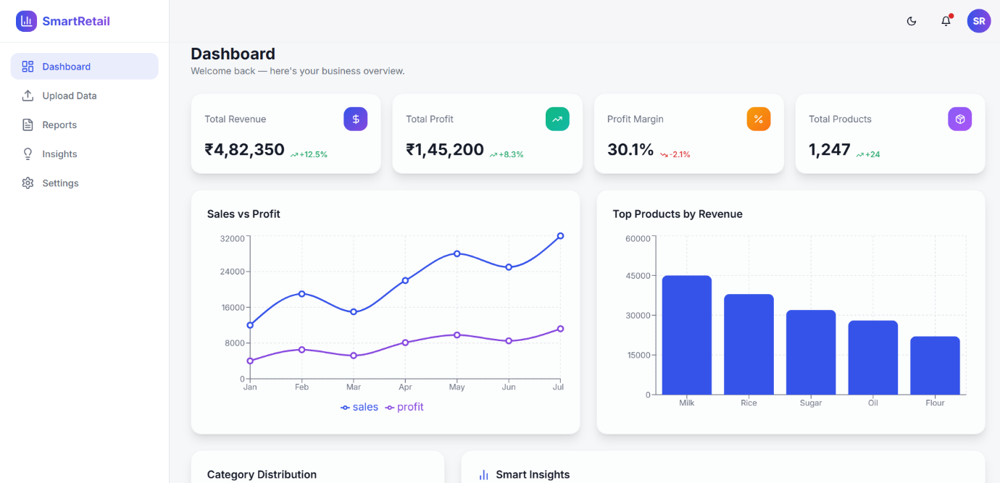 SmartRetail
SR
Dashboard
Upload Data
Reports
Insights
Settings
Dashboard
Welcome back — here's your business overview.
Total Revenue
$
₹4,82,350 +12.5%
Total Profit
₹1,45,200 +8.3%
Profit Margin
%
30.1% -2.1%
Total Products
1,247 +24
Sales vs Profit
32000
24000
16000
8000
0
Jan Feb Mar Apr May Jun Jul
sales profit
Top Products by Revenue
60000
45000
30000
15000
0
Milk Rice Sugar Oil Flour
Category Distribution
Smart Insights